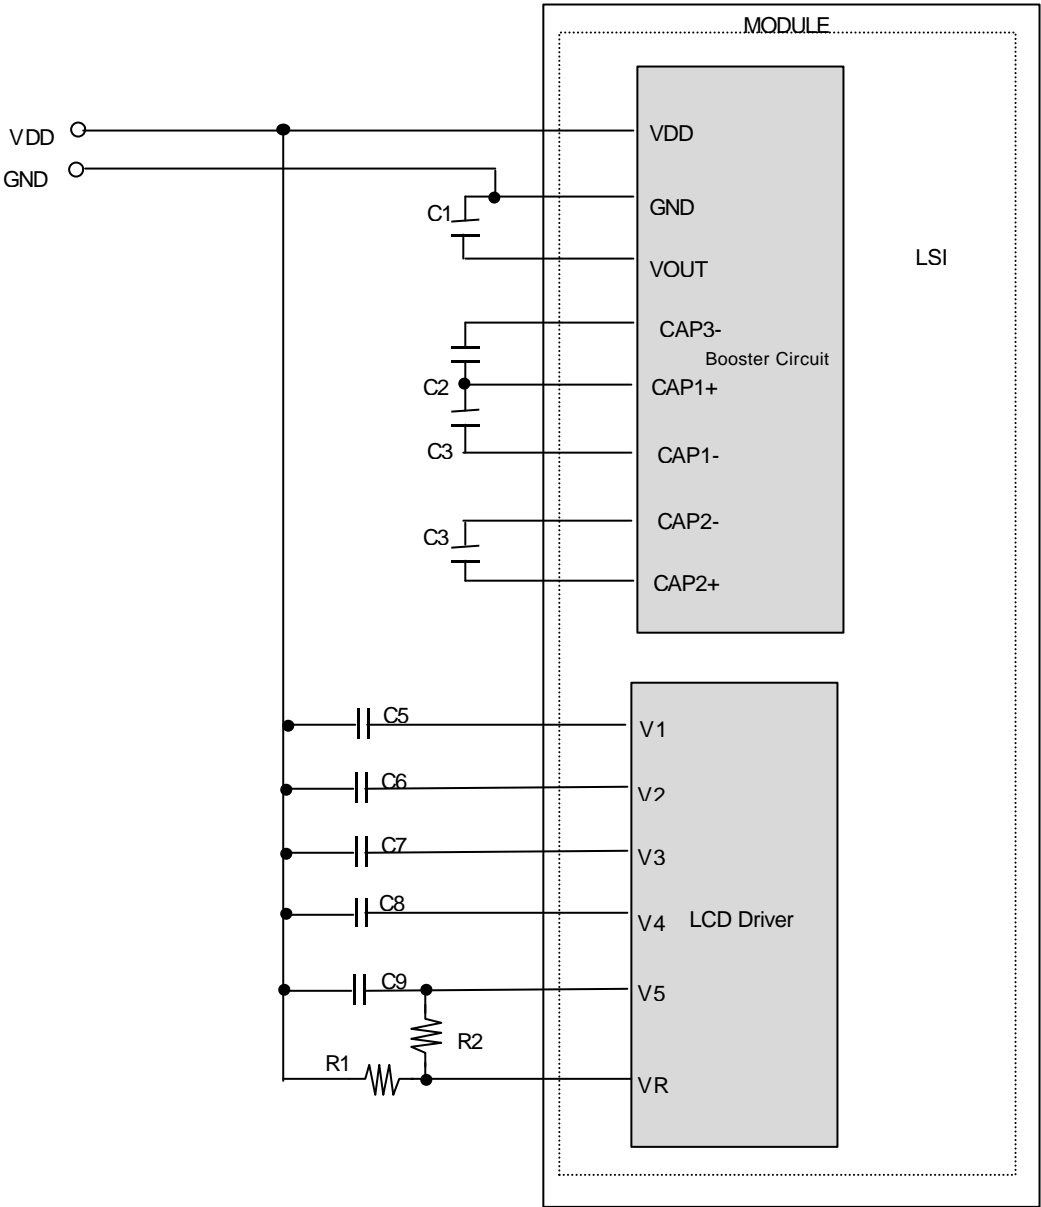 MODULE
VDD
VDD
GND
GND
C1
VOUT
LSI
CAP3-
Booster Circuit
C2
CAP1+
C3
CAP1-
CAP2-
C3
CAP2+
C5
V1
C6
V2
C7
V3
C8
V4
LCD Driver
C9
V5
R2
R1
VR